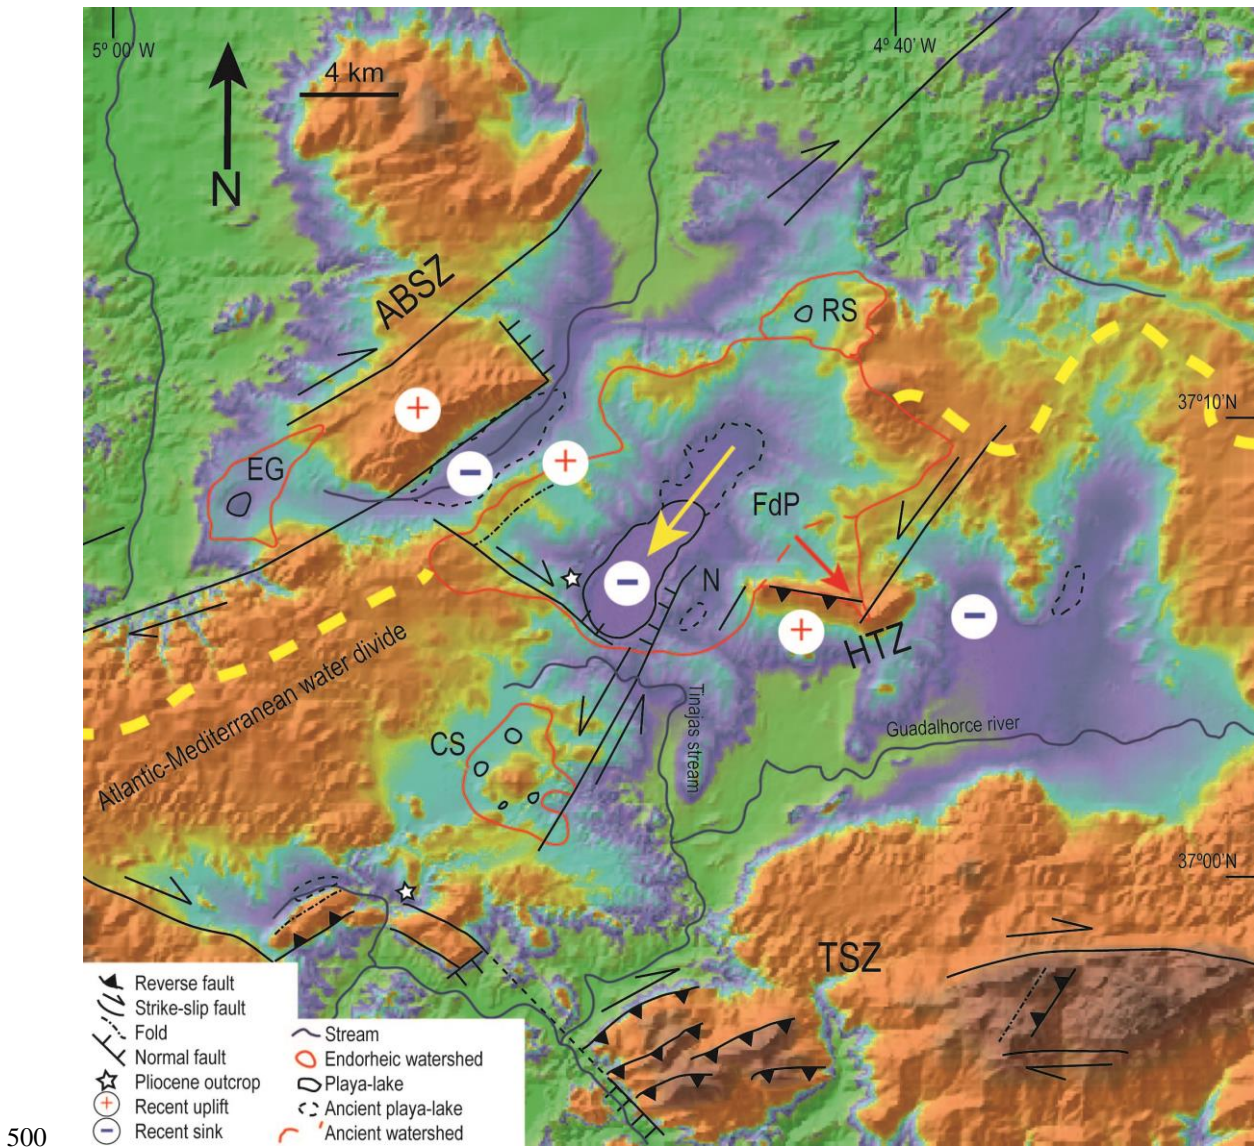 5º 00' W
4º 40' W
4 km
N
ABSZ
RS
37º10'N
EG
FdP
N
HTZ
Atlantic-Mediterranean water divide
Tinajas stream
Guadalhorce river
CS
37º00'N
TSZ
Reverse fault
Strike-slip fault
Fold
Normal fault
Pliocene outcrop
Recent uplift
Recent sink
Stream
Endorheic watershed
Playa-lake
Ancient playa-lake
Ancient watershed
500